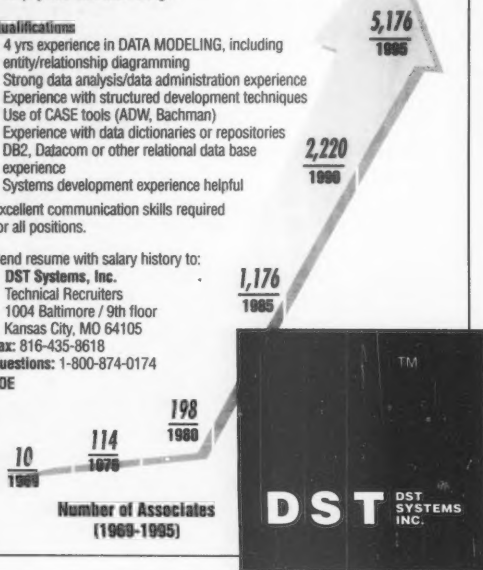 ualifications
4 yrs experience in DATA MODELING, including
entity/relationship diagramming
Strong data analysis/data administration experience
Experience with structured development techniques
Use of CASE tools (ADW, Bachman)
Experience with data dictionaries or repositories
DB2, Datacom or other relational data base
experience
Systems development experience helpful
xcellent communication skills required
or all positions.
end resume with salary history to:
DST Systems, Inc.
Technical Recruiters
1004 Baltimore / 9th floor
Kansas City, MO 64105
ax: 816-435-8618
uestions: 1-800-874-0174
OE
10
1969
114
1975
198
1980
1,176
1985
2,220
1990
5,176
1995
Number of Associates
(1969-1995)
TM
DST DST
SYSTEMS
INC.